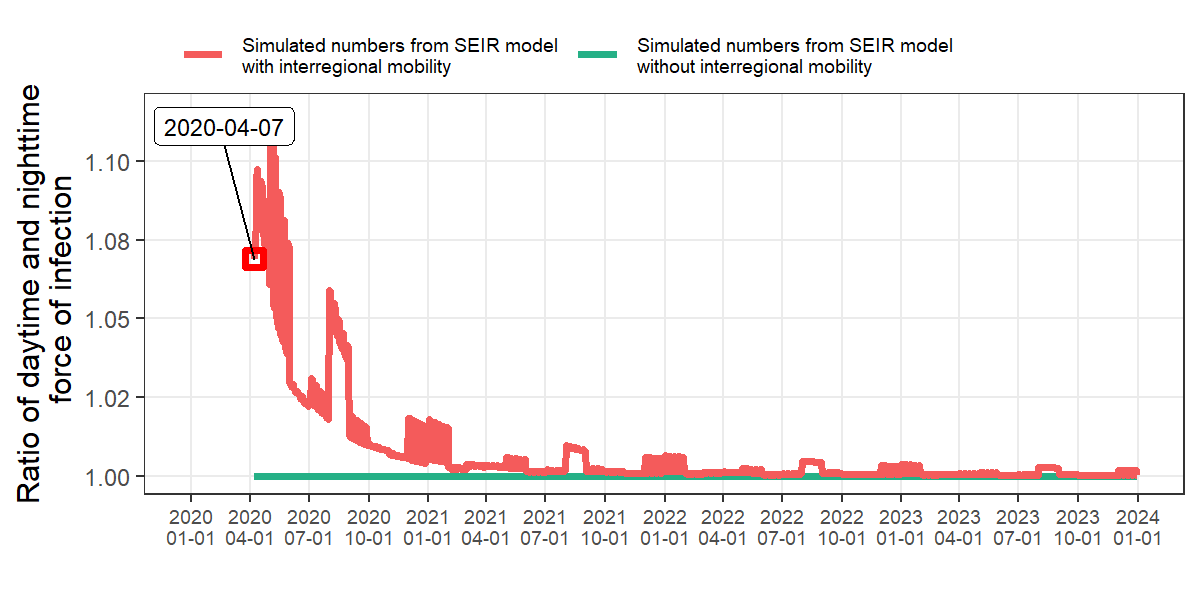 Simulated numbers from SEIR model
with interregional mobility
Simulated numbers from SEIR model
without interregional mobility
2020-04-07
Ratio of daytime and nighttime
force of infection
1.10
1.08
1.05
1.02
1.00
2020 2020 2020 2020 2021 2021 2021 2021 2022 2022 2022 2022 2023 2023 2023 2023 2024
01-01 04-01 07-01 10-01 01-01 04-01 07-01 10-01 01-01 04-01 07-01 10-01 01-01 04-01 07-01 10-01 01-01